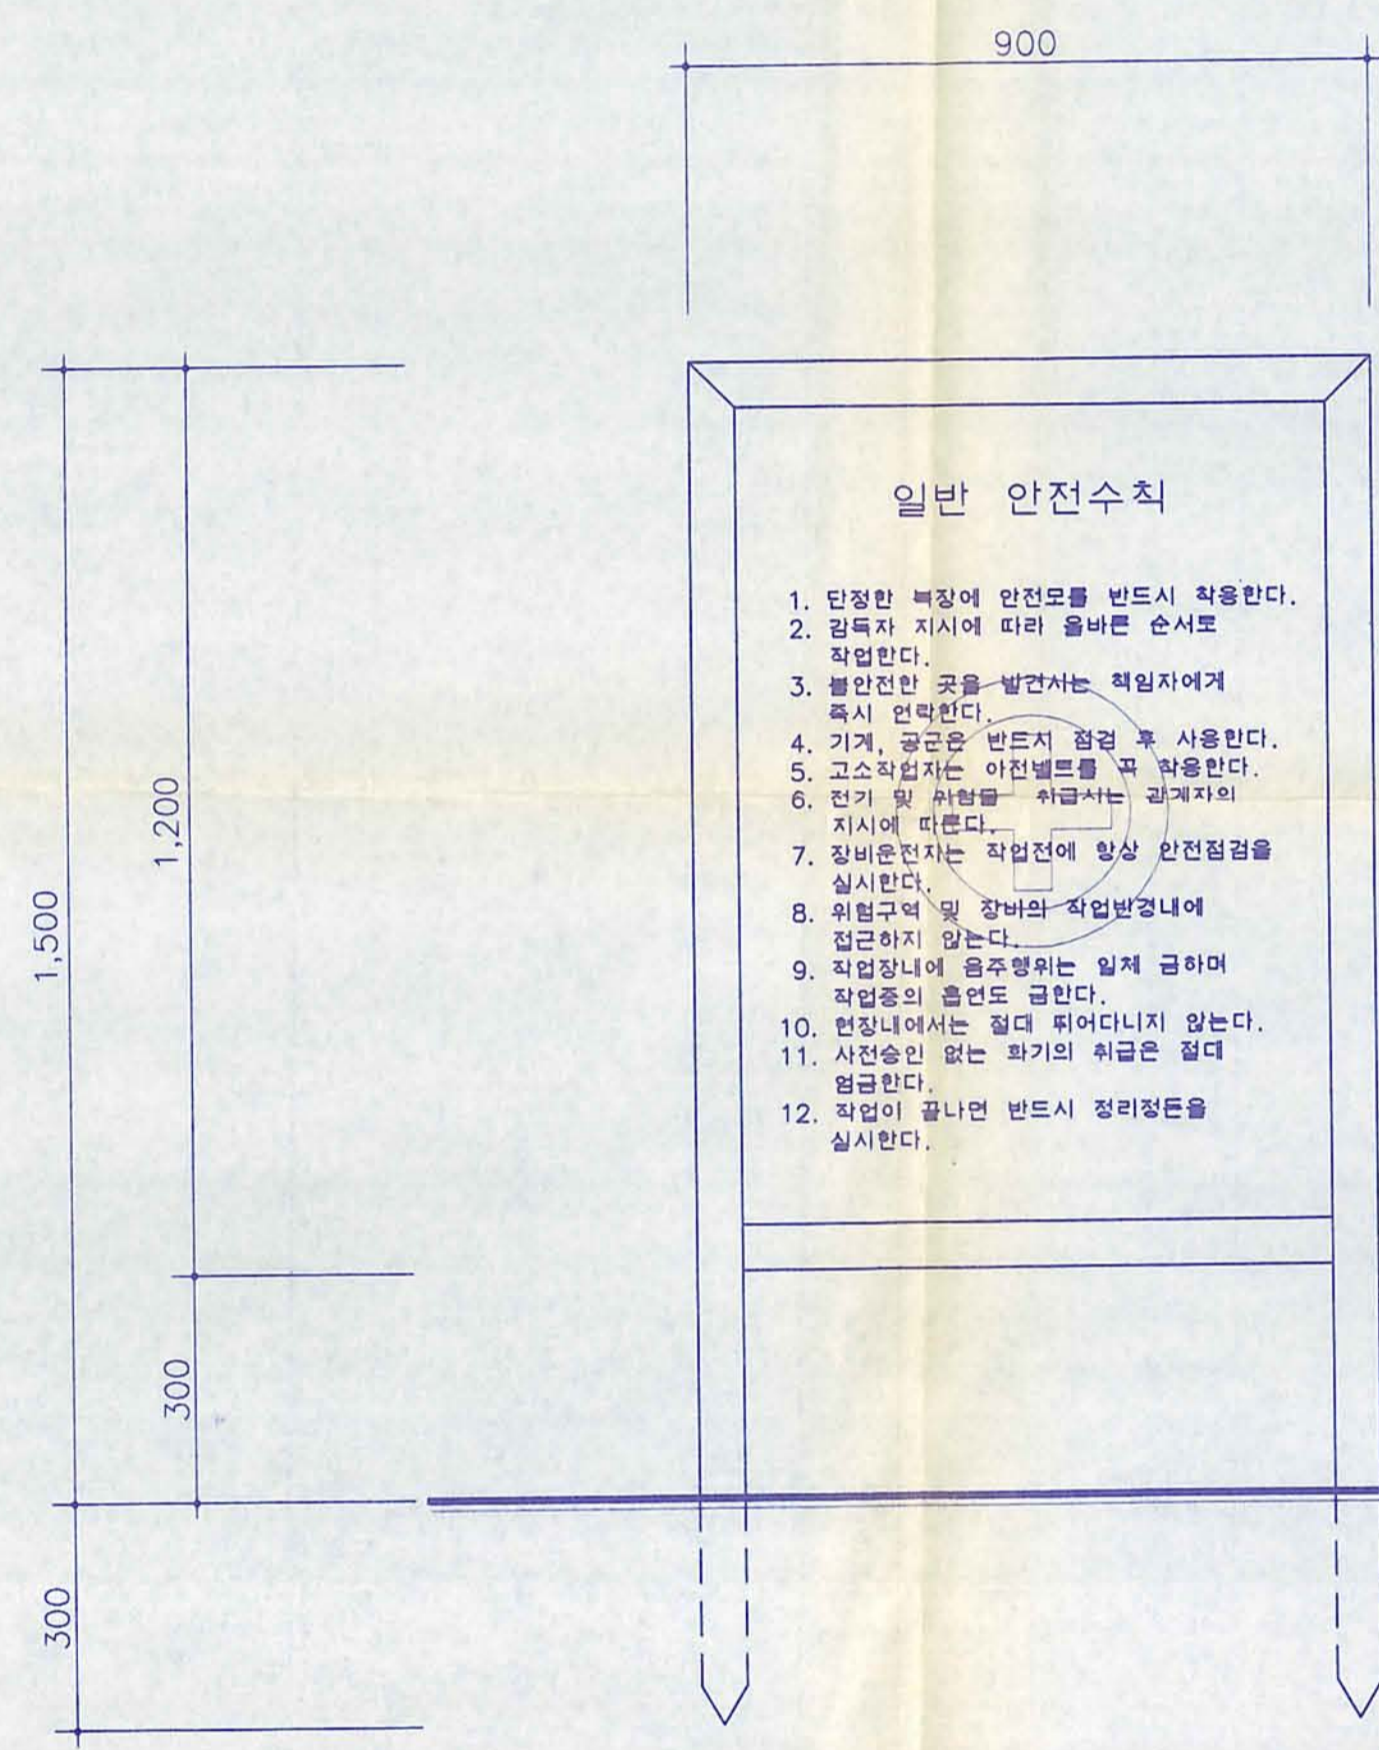 900
1,500
1,200
300
300
일반 안전수칙
1. 단정한 복장에 안전모를 반드시 착용한다.
2. 감독자 지시에 따라 올바른 순서로
작업한다.
3. 불안전한 곳을 발견시는 책임자에게
즉시 연락한다.
4. 기계, 공군은 반드시 점검 후 사용한다.
5. 고소작업자는 아전벨트를 꼭 착용한다.
6. 전기 및 위험물 취급시는 관계자의
지시에 따른다.
7. 장비운전자는 작업전에 항상 안전점검을
실시한다.
8. 위험구역 및 장비의 작업반경내에
접근하지 않는다.
9. 작업장내에 음주행위는 일체 금하며
작업중의 흡연도 금한다.
10. 현장내에서는 절대 뛰어다니지 않는다.
11. 사전승인 없는 화기의 취급은 절대
엄금한다.
12. 작업이 끝나면 반드시 정리정돈을
실시한다.